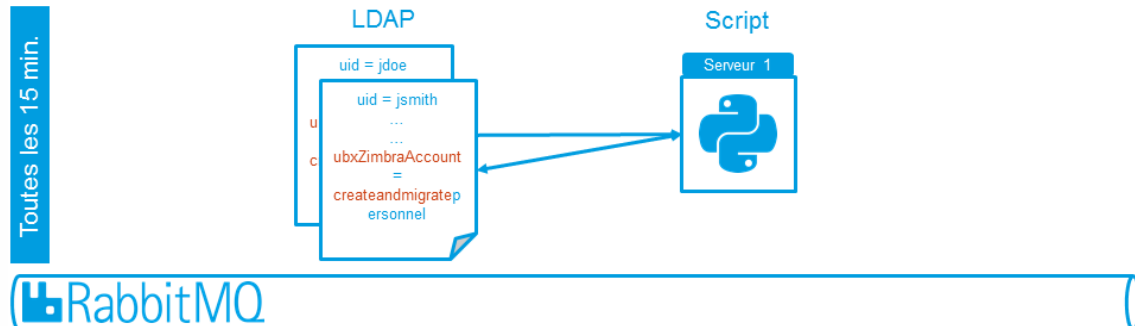 Toutes les 15 min.
LDAP
uid = jdoe
u
c
uid = jsmith
...
...
ubxZimbraAccount
=
createandmigratep
ersonnel
Script
Serveur 1
RabbitMQ